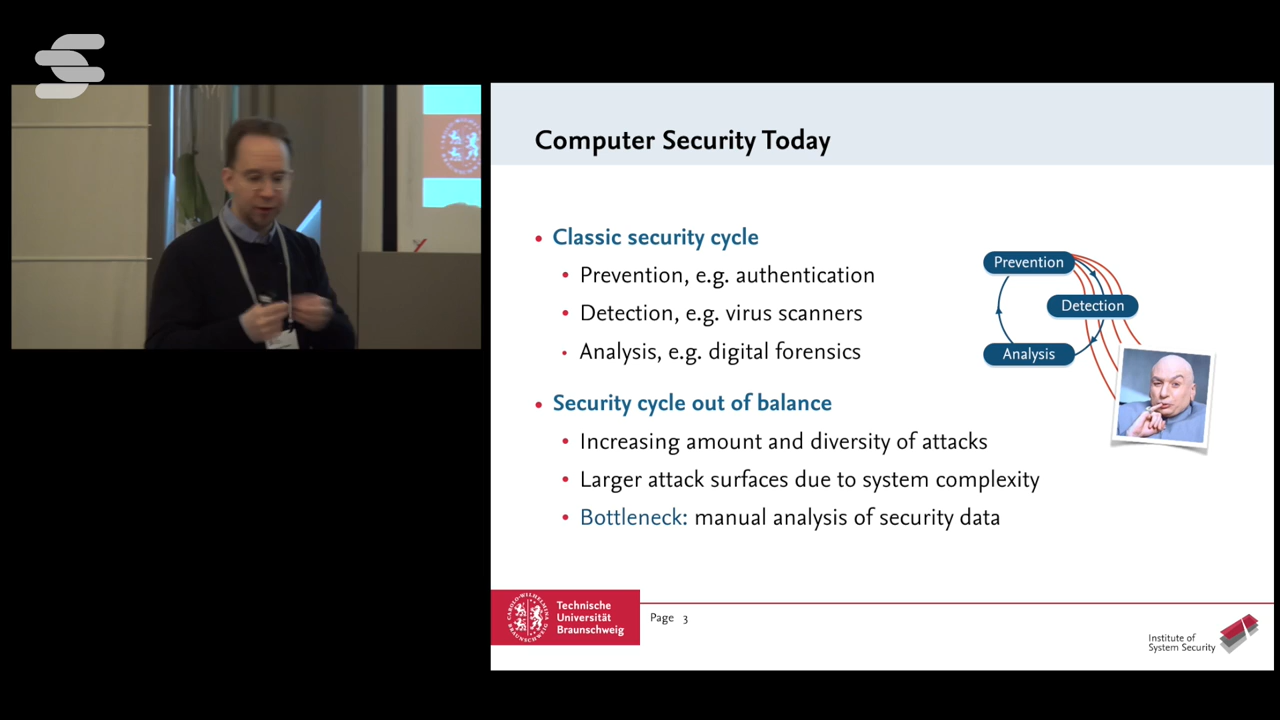 Computer Security Today
• Classic security cycle
• Prevention, e.g. authentication
• Detection, e.g. virus scanners
• Analysis, e.g. digital forensics
• Security cycle out of balance
• Increasing amount and diversity of attacks
• Larger attack surfaces due to system complexity
• Bottleneck: manual analysis of security data
Prevention
Detection
Analysis
Technische
Universität
Braunschweig
Page 3
Institute of
System Security